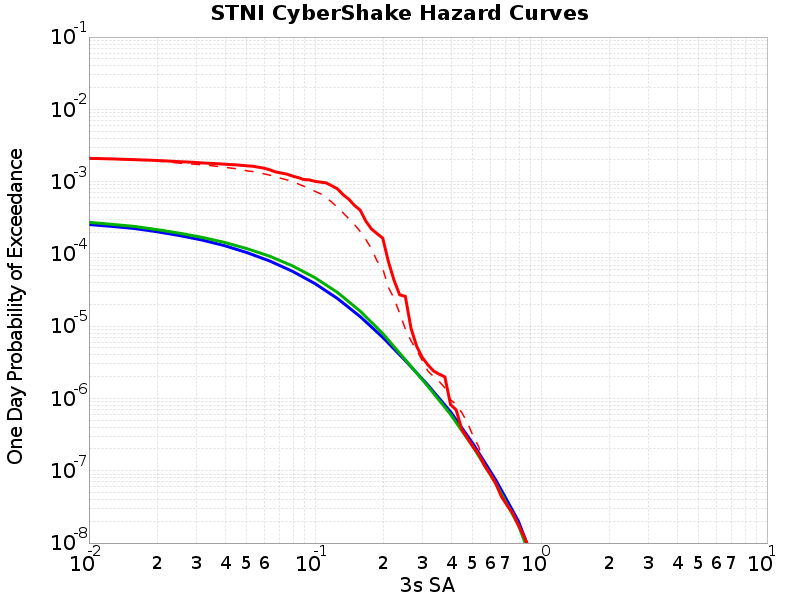 STNI CyberShake Hazard Curves
One Day Probability of Exceedance
10-1
10-2
10-3
10-4
10-5
10-6
10-7
10-8
10-2 2 3 4 5 6 10-1 2 3 4 5 6 7 100 2 3 4 5 6 7 101
3s SA